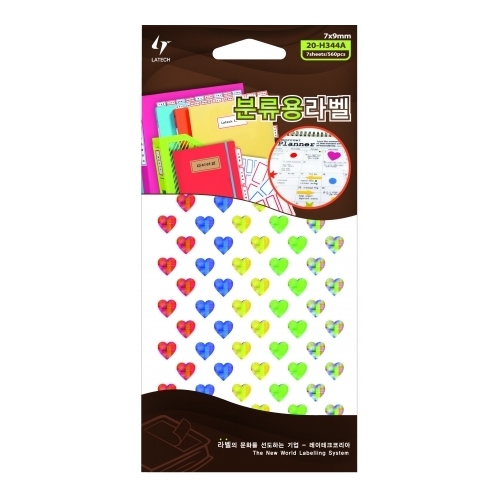 7x9mm
20-H344A
7sheets/560pcs
LATECH
분류용라벨
Planner
라벨의 문화를 선도하는 기업 - 레이테크코리아
The New World Labelling System